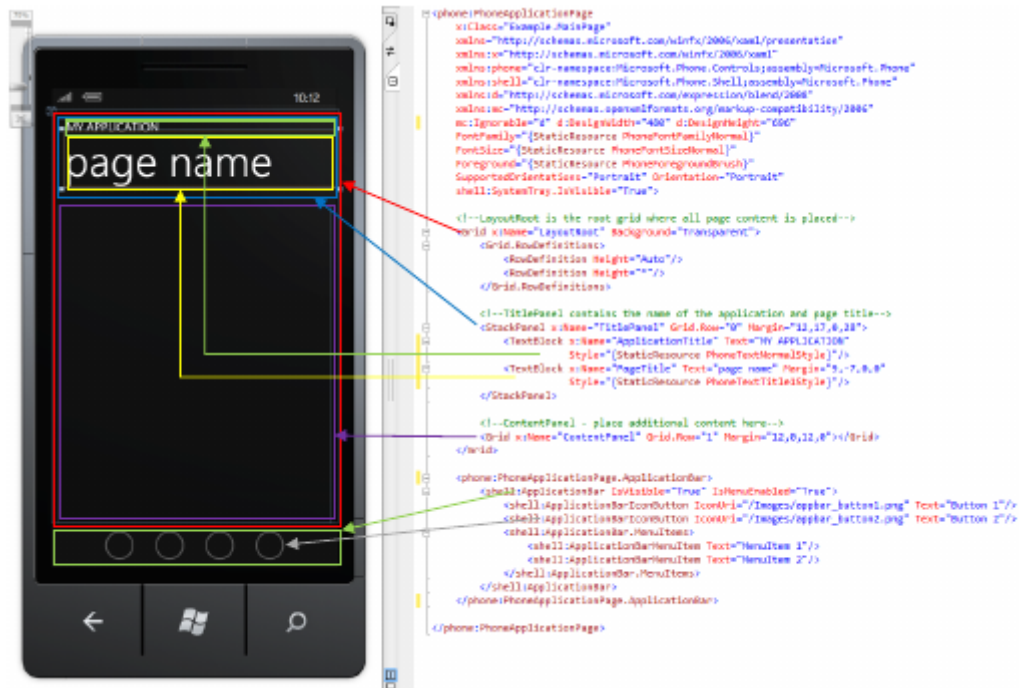 10:12
MY APPLICATION
page name
<phone:PhoneApplicationPage
x:Class="Example.MainPage"
xmlns="http://schemas.microsoft.com/winfx/2006/xaml/presentation"
xmlns:x="http://schemas.microsoft.com/winfx/2006/xaml"
xmlns:phone="clr-namespace:Microsoft.Phone.Controls;assembly=Microsoft.Phone"
xmlns:shell="clr-namespace:Microsoft.Phone.Shell;assembly=Microsoft.Phone"
xmlns:d="http://schemas.microsoft.com/expression/blend/2008"
xmlns:mc="http://schemas.openxmlformats.org/markup-compatibility/2006"
mc:Ignorable="d" d:DesignWidth="480" d:DesignHeight="696"
FontFamily="{StaticResource PhoneFontFamilyNormal}"
FontSize="{StaticResource PhoneFontSizeNormal}"
Foreground="{StaticResource PhoneForegroundBrush}"
SupportedOrientations="Portrait" Orientation="Portrait"
shell:SystemTray.IsVisible="True">
<!--LayoutRoot is the root grid where all page content is placed-->
<Grid x:Name="LayoutRoot" Background="Transparent">
<Grid.RowDefinitions>
<RowDefinition Height="Auto"/>
<RowDefinition Height="*"/>
</Grid.RowDefinitions>
<!--TitlePanel contains the name of the application and page title-->
<StackPanel x:Name="TitlePanel" Grid.Row="0" Margin="12,17,0,28">
<TextBlock x:Name="ApplicationTitle" Text="MY APPLICATION"
Style="{StaticResource PhoneTextNormalStyle}"/>
<TextBlock x:Name="PageTitle" Text="page name" Margin="9,-7,0,0"
Style="{StaticResource PhoneTextTitle1Style}"/>
</StackPanel>
<!--ContentPanel - place additional content here-->
<Grid x:Name="ContentPanel" Grid.Row="1" Margin="12,0,12,0"></Grid>
</Grid>
<phone:PhoneApplicationPage.ApplicationBar>
<shell:ApplicationBar IsVisible="True" IsMenuEnabled="True">
<shell:ApplicationBarIconButton IconUri="/Images/appbar_button1.png" Text="Button 1"/>
<shell:ApplicationBarIconButton IconUri="/Images/appbar_button2.png" Text="Button 2"/>
<shell:ApplicationBar.MenuItems>
<shell:ApplicationBarMenuItem Text="MenuItem 1"/>
<shell:ApplicationBarMenuItem Text="MenuItem 2"/>
</shell:ApplicationBar.MenuItems>
</shell:ApplicationBar>
</phone:PhoneApplicationPage.ApplicationBar>
</phone:PhoneApplicationPage>